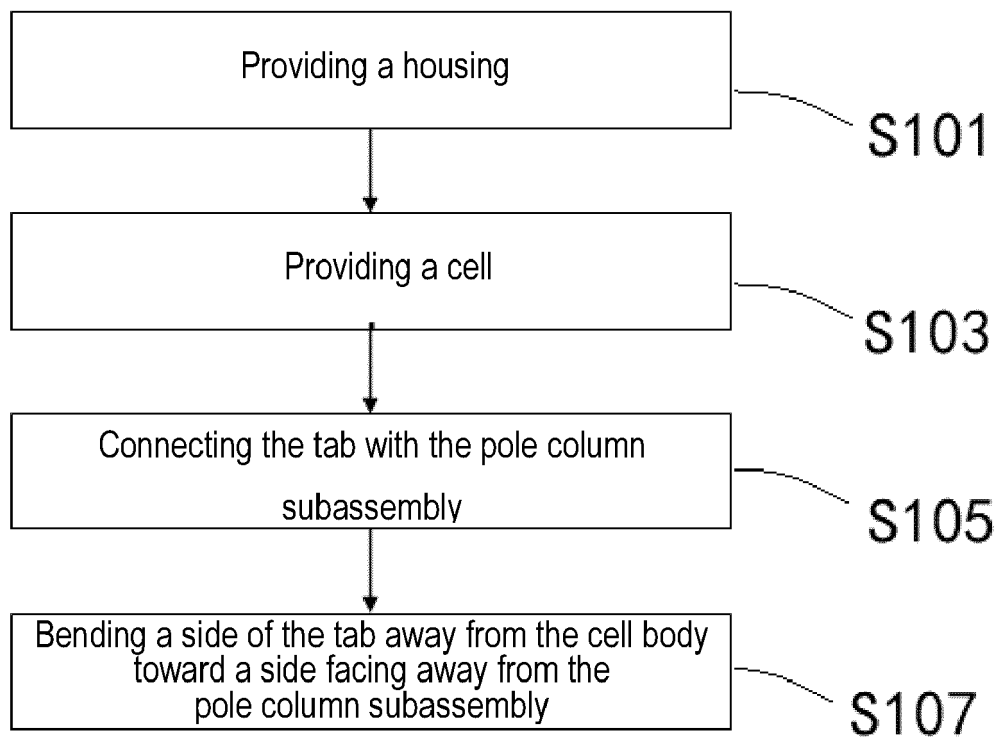 Providing a housing
S101
Providing a cell
S103
Connecting the tab with the pole column
subassembly
S105
Bending a side of the tab away from the cell body
toward a side facing away from the
pole column subassembly
S107